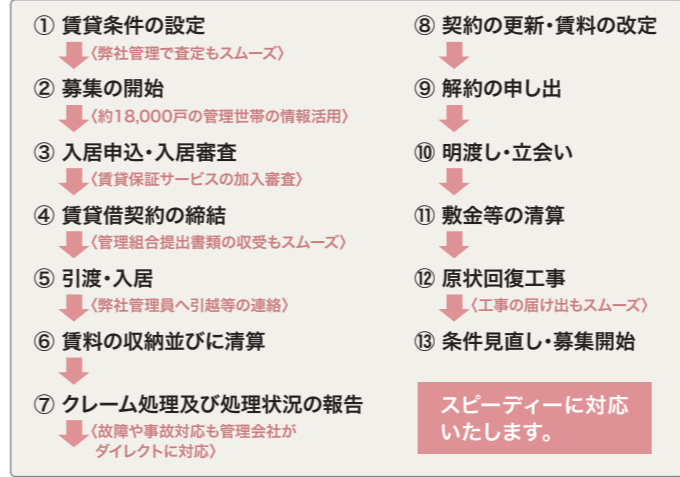 ① 賃貸条件の設定
〈弊社管理で査定もスムーズ〉
② 募集の開始
〈約18,000戸の管理世帯の情報活用〉
③ 入居申込・入居審査
〈賃貸保証サービスの加入審査〉
④ 賃貸借契約の締結
〈管理組合提出書類の収受もスムーズ〉
⑤ 引渡・入居
〈弊社管理員へ引越等の連絡〉
⑥ 賃料の収納並びに清算
⑦ クレーム処理及び処理状況の報告
〈故障や事故対応も管理会社が
ダイレクトに対応〉
⑧ 契約の更新・賃料の改定
⑨ 解約の申し出
⑩ 明渡し・立会い
⑪ 敷金等の清算
⑫ 原状回復工事
〈工事の届け出もスムーズ〉
⑬ 条件見直し・募集開始
スピーディーに対応
いたします。